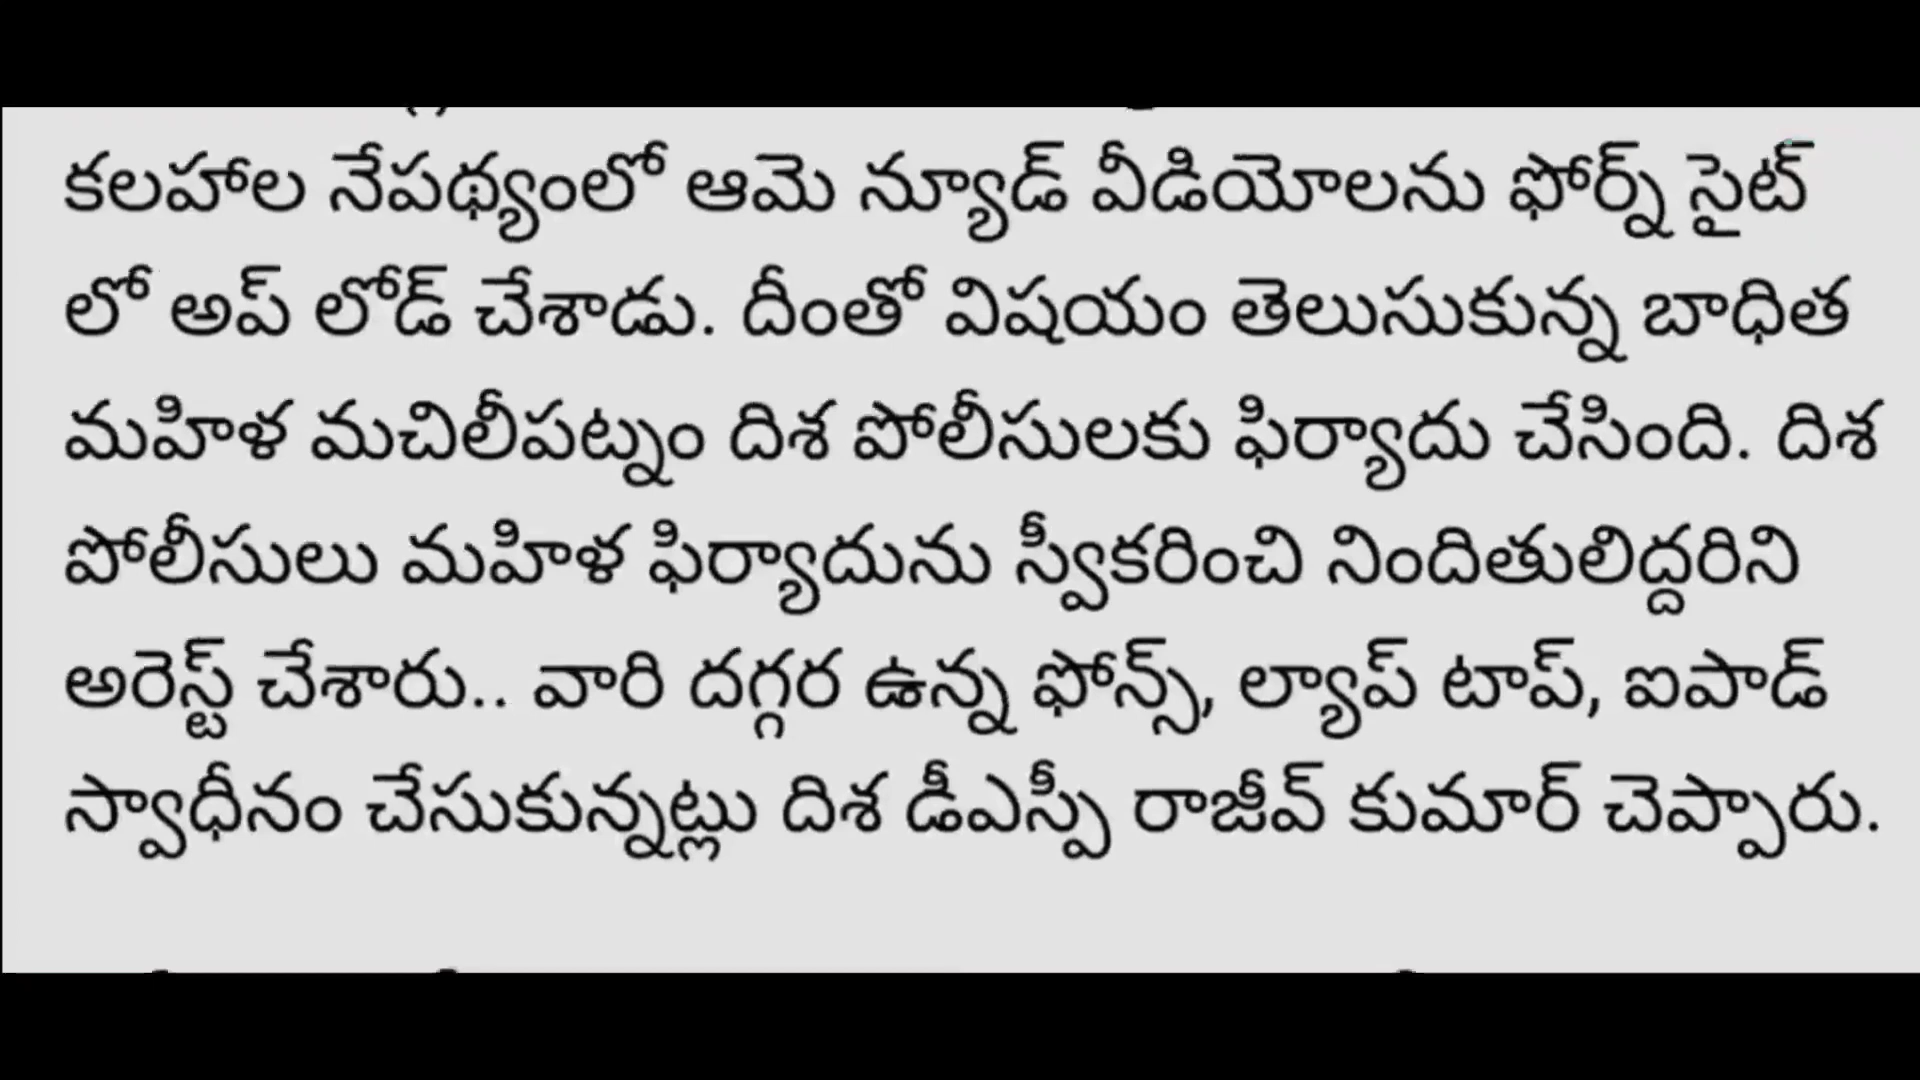 కలహాల నేపథ్యంలో ఆమె న్యూడ్ వీడియోలను ఫోర్న్ సైట్
లో అప్ లోడ్ చేశాడు. దీంతో విషయం తెలుసుకున్న బాధిత
మహిళ మచిలీపట్నం దిశ పోలీసులకు ఫిర్యాదు చేసింది. దిశ
పోలీసులు మహిళ ఫిర్యాదును స్వీకరించి నిందితులిద్దరిని
అరెస్ట్ చేశారు.. వారి దగ్గర ఉన్న ఫోన్స్, ల్యాప్ టాప్, ఐపాడ్
స్వాధీనం చేసుకున్నట్లు దిశ డీఎస్పీ రాజీవ్ కుమార్ చెప్పారు.